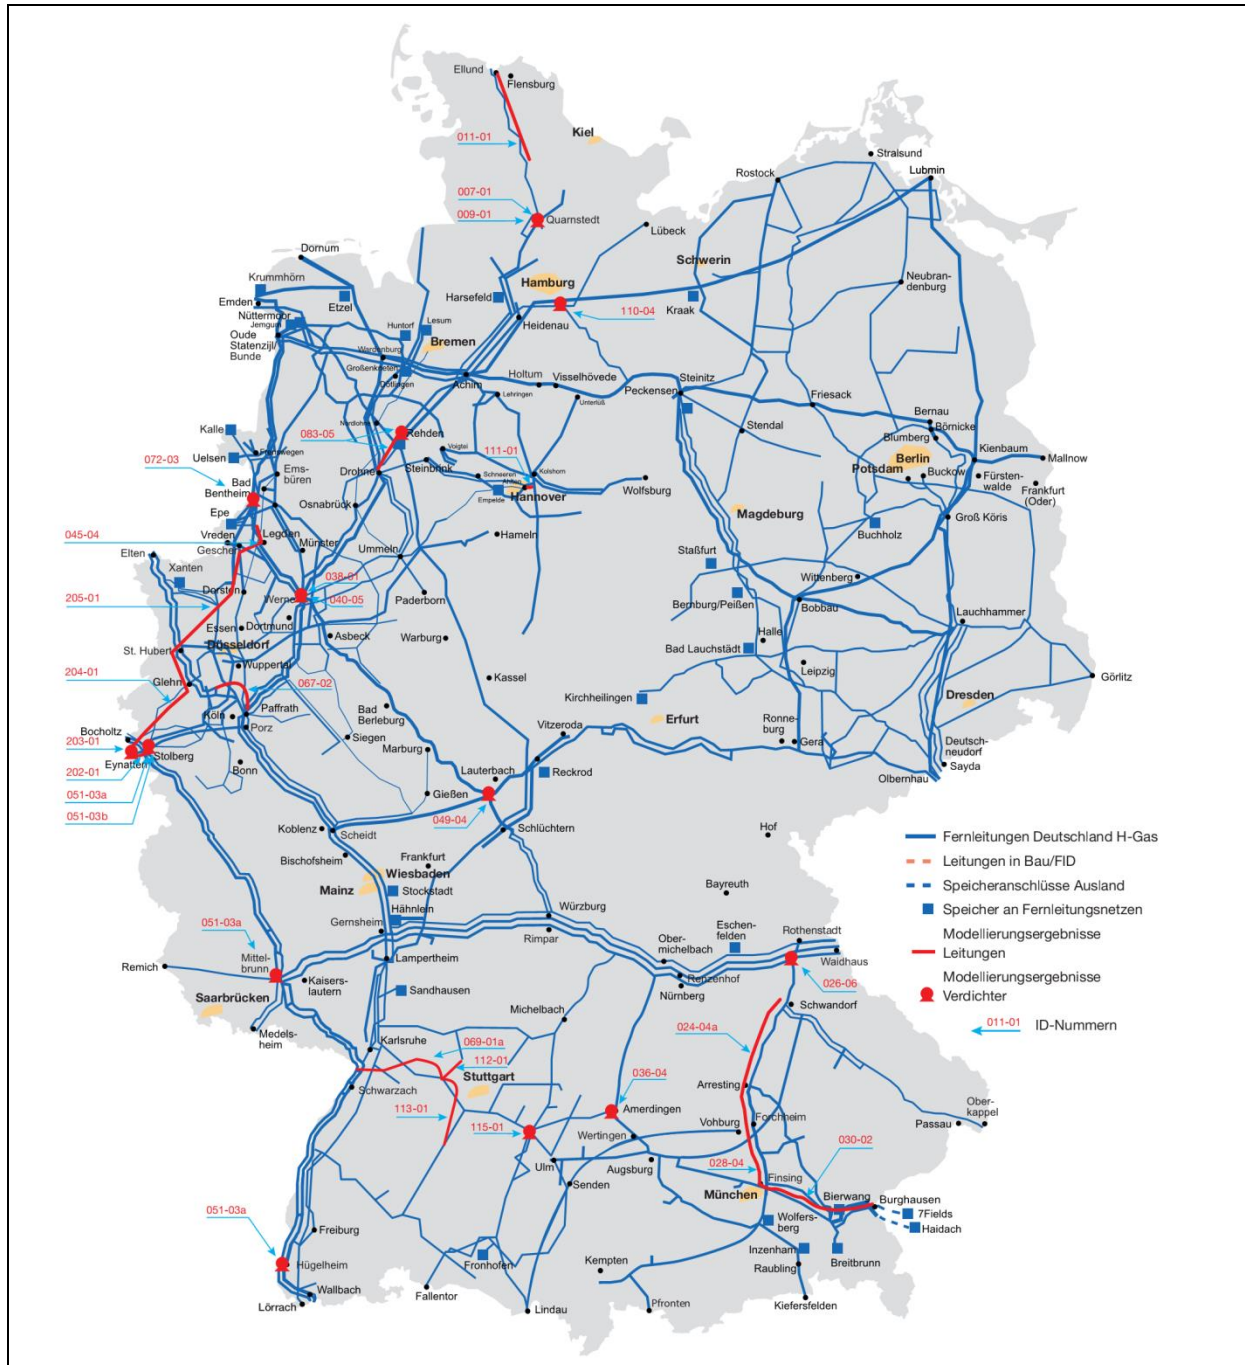 Ellund
Flensburg
011-01
Kiel
Stralsund
Rostock
Lubmin
007-01
009-01
Quarnstedt
Lübeck
Dornum
Schwerin
Krummhörn
Hamburg
Neubran-
denburg
Emden
Etzel
Harsefeld
Kraak
Nüttermoor
Jemgum
Huntorf
Lesum
Heidenau
110-04
Oude
Statenzijl/
Bunde
Bremen
Wardenburg
Großenkneten
Dötlingen
Achim
Holtum
Visselhövede
Steinitz
Peckensen
Lehringen
Unterlüß
Friesack
Bernau
Börnicke
Blumberg
Kalle
083-05
Nordlohne
Rehden
Voigtei
Stendal
Kienbaum
Mallnow
Uelsen
Frenswegen
111-01
Berlin
072-03
Drohne
Steinbrink
Schneeren
Kolshorn
Ahlten
Potsdam
Buckow
Fürsten-
walde
Frankfurt
(Oder)
Bad
Bentheim
Ems-
büren
Wolfsburg
Hannover
Empelde
Osnabrück
Magdeburg
Groß Köris
Epe
Buchholz
045-04
Vreden
Legden
Gescher
Münster
Hameln
Elten
Ummeln
Staßfurt
Xanten
038-01
Wittenberg
205-01
Dorsten
Werne
040-05
Paderborn
Bernburg/Peißen
Bobbau
Lauchhammer
Essen
Dortmund
Asbeck
Warburg
Halle
St. Hubert
Düsseldorf
Bad Lauchstädt
Wuppertal
Leipzig
204-01
Glehn
067-02
Kassel
Görlitz
Kirchheilingen
Dresden
Köln
Paffrath
Bad
Berleburg
Erfurt
Ronne-
burg
Porz
Vitzeroda
Bocholtz
Siegen
Gera
Deutsch-
neudorf
203-01
Stolberg
Marburg
Sayda
Eynatten
Bonn
Lauterbach
Reckrod
Olbernhau
202-01
051-03a
Gießen
051-03b
049-04
Koblenz
Scheidt
Schlüchtern
Hof
Fernleitungen Deutschland H-Gas
Bischofsheim
Frankfurt
Leitungen in Bau/FID
Wiesbaden
Mainz
Stockstadt
Bayreuth
Speicheranschlüsse Ausland
Hähnlein
Würzburg
Speicher an Fernleitungsnetzen
051-03a
Gernsheim
Eschen-
felden
Rothenstadt
Modellierungsergebnisse
Leitungen
Rimpar
Ober-
michelbach
Mittel-
brunn
Lampertheim
Waidhaus
Remich
Kaisers-
lautern
Renzenhof
Modellierungsergebnisse
Verdichter
Sandhausen
Nürnberg
026-06
Saarbrücken
Michelbach
Schwandorf
011-01
ID-Nummern
Medels-
heim
024-04a
Karlsruhe
069-01a
112-01
Stuttgart
036-04
Schwarzach
Arresting
113-01
Amerdingen
Ober-
kappel
115-01
Vohburg
Forchheim
Passau
Wertingen
030-02
Ulm
Augsburg
028-04
Finsing
Senden
München
Bierwang
Burghausen
051-03a
7Fields
Wolfers-
berg
Haidach
Freiburg
Inzenham
Hügelheim
Fronhofen
Kempten
Raubling
Breitbrunn
Wallbach
Fallentor
Lörrach
Lindau
Pfronten
Kiefersfelden